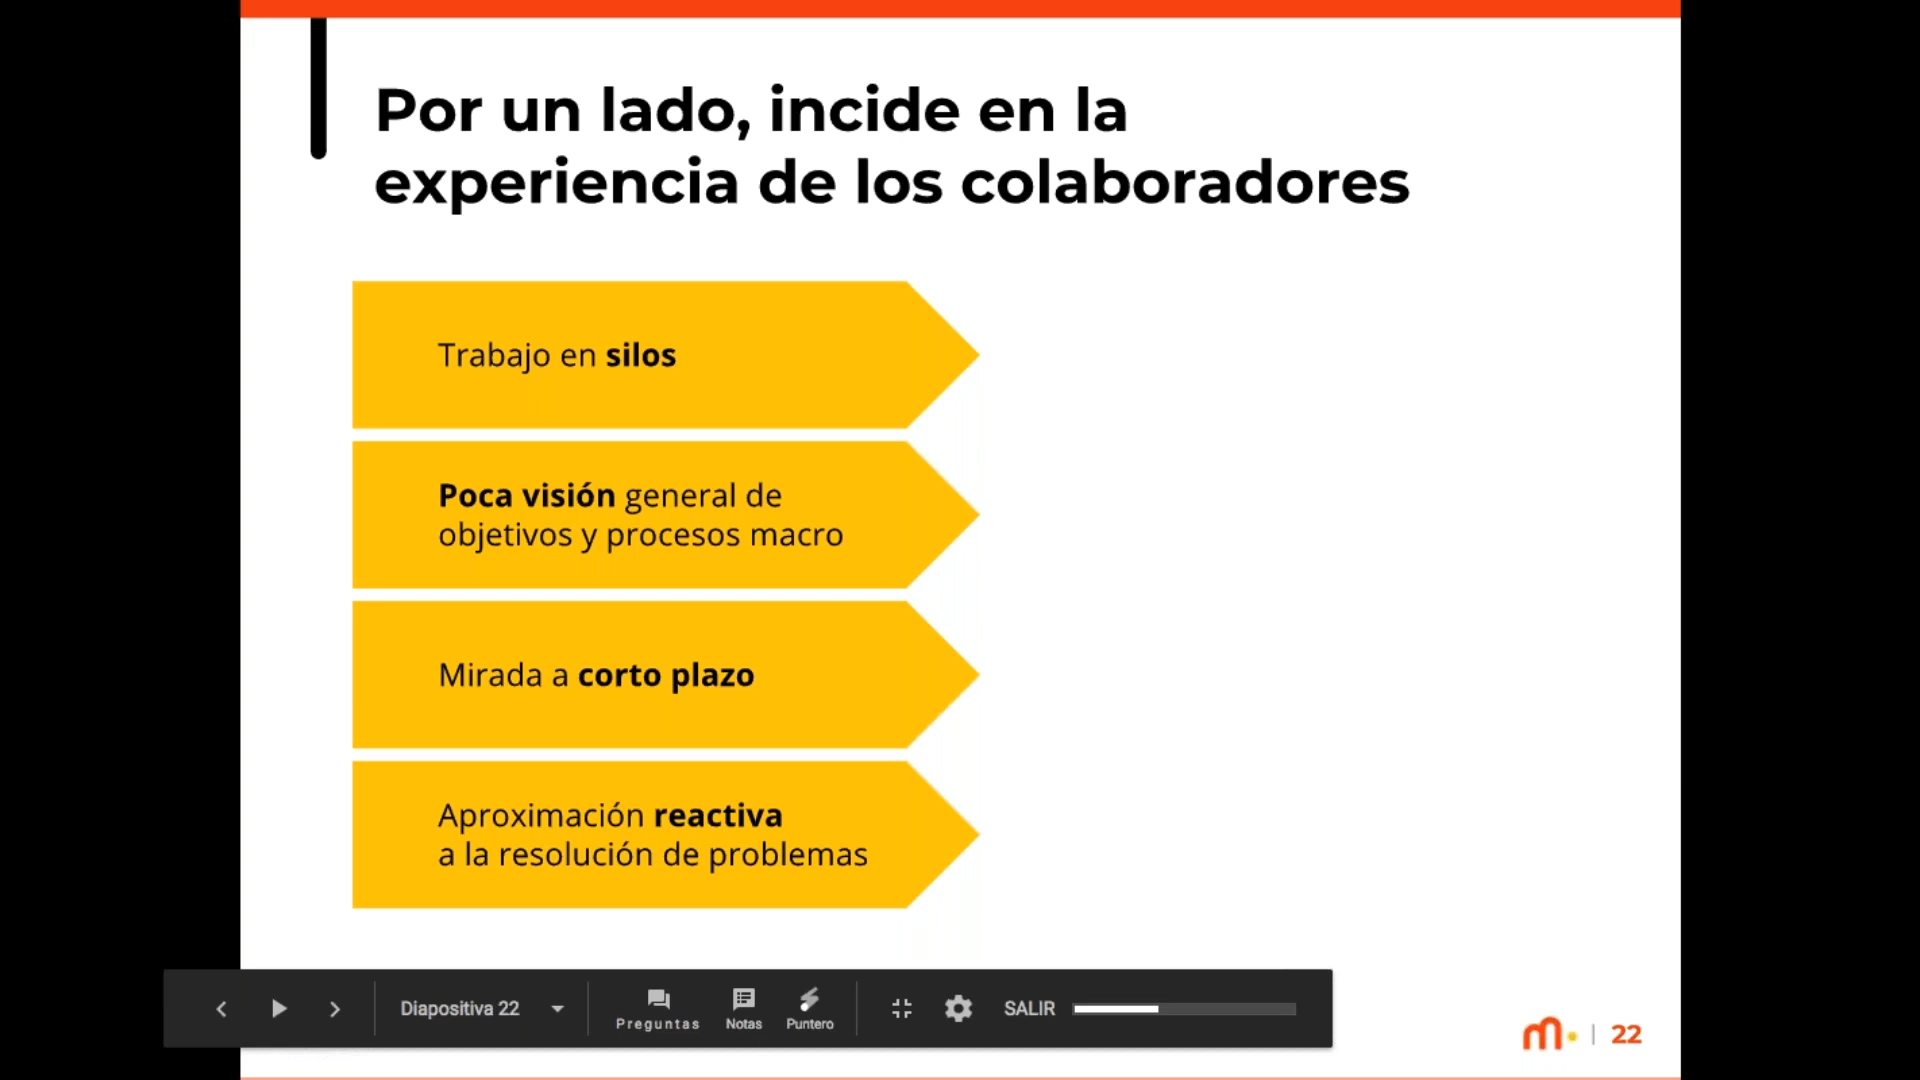 Por un lado, incide en la
experiencia de los colaboradores
Trabajo en silos
Poca visión general de
objetivos y procesos macro
Mirada a corto plazo
Aproximación reactiva
a la resolución de problemas
Diapositiva 22
Preguntas
Notas
Puntero
SALIR
m.
22